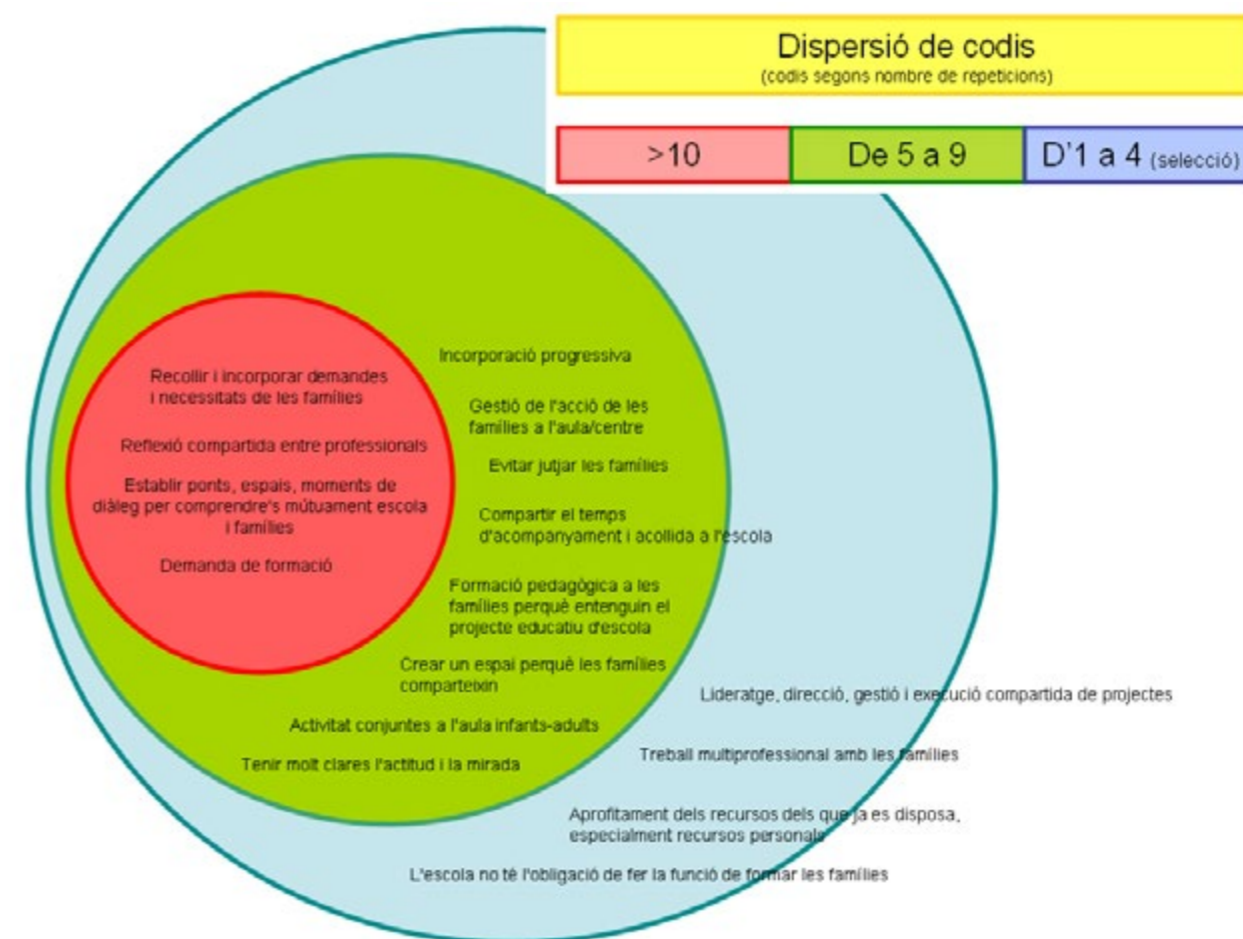 Dispersió de codis
(codis segons nombre de repeticions)
>10
De 5 a 9
D'1 a 4 (selecció)
Recollir i incorporar demandes
i necessitats de les famílies
Reflexió compartida entre professionals
Establir ponts, espais, moments de
diàleg per comprendre's mútuament escola
i famílies
Demanda de formació
Incorporació progressiva
Gestió de l'acció de les
famílies a l'aula/centre
Evitar jutjar les famílies
Compartir el temps
d'acompanyament i acollida a l'escola
Formació pedagògica a les
famílies perquè entenguin el
projecte educatiu d'escola
Crear un espai perquè les famílies
comparteixin
Activitat conjuntes a l'aula infants-adults
Tenir molt clares l'actitud i la mirada
Lideratge, direcció, gestió i execució compartida de projectes
Treball multiprofessional amb les famílies
Aprofitament dels recursos dels que ja es disposa,
especialment recursos personals
L'escola no té l'obligació de fer la funció de formar les famílies